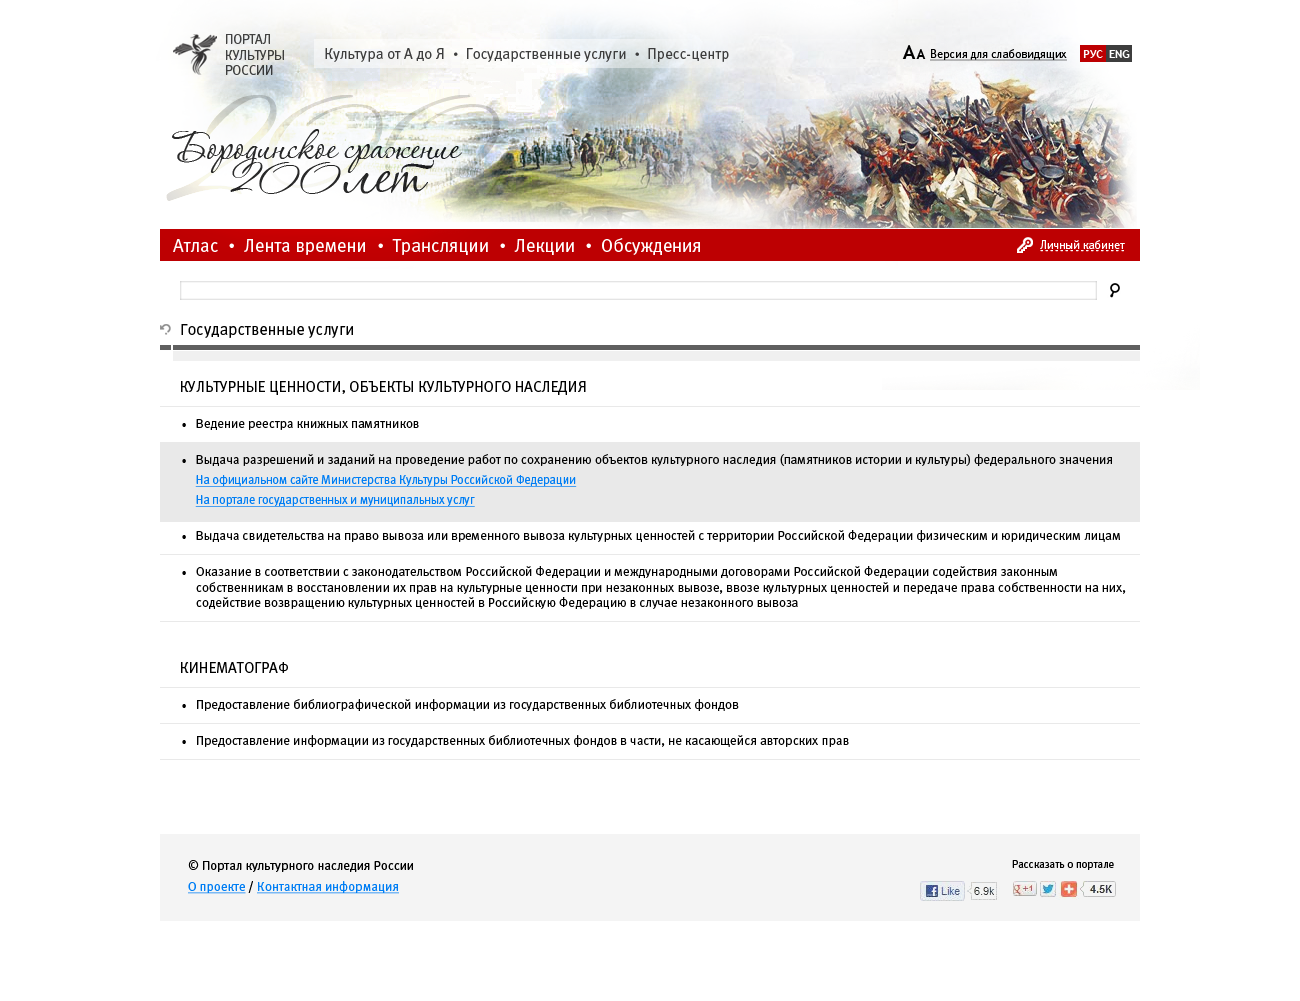 ПОРТАЛ
КУЛЬТУРЫ
РОССИИ
Культура от А до Я • Государственные услуги • Пресс-центр
АА Версия для слабовидящих РУС ENG
200
Бородинское сражение
200 лет
Атлас • Лента времени • Трансляции • Лекции • Обсуждения
Личный кабинет
Государственные услуги
КУЛЬТУРНЫЕ ЦЕННОСТИ, ОБЪЕКТЫ КУЛЬТУРНОГО НАСЛЕДИЯ
• Ведение реестра книжных памятников
• Выдача разрешений и заданий на проведение работ по сохранению объектов культурного наследия (памятников истории и культуры) федерального значения
На официальном сайте Министерства Культуры Российской Федерации
На портале государственных и муниципальных услуг
• Выдача свидетельства на право вывоза или временного вывоза культурных ценностей с территории Российской Федерации физическим и юридическим лицам
• Оказание в соответствии с законодательством Российской Федерации и международными договорами Российской Федерации содействия законным
собственникам в восстановлении их прав на культурные ценности при незаконных вывозе, ввозе культурных ценностей и передаче права собственности на них,
содействие возвращению культурных ценностей в Российскую Федерацию в случае незаконного вывоза
КИНЕМАТОГРАФ
• Предоставление библиографической информации из государственных библиотечных фондов
• Предоставление информации из государственных библиотечных фондов в части, не касающейся авторских прав
© Портал культурного наследия России
О проекте / Контактная информация
Рассказать о портале
Like 6.9k g +1 4.5K